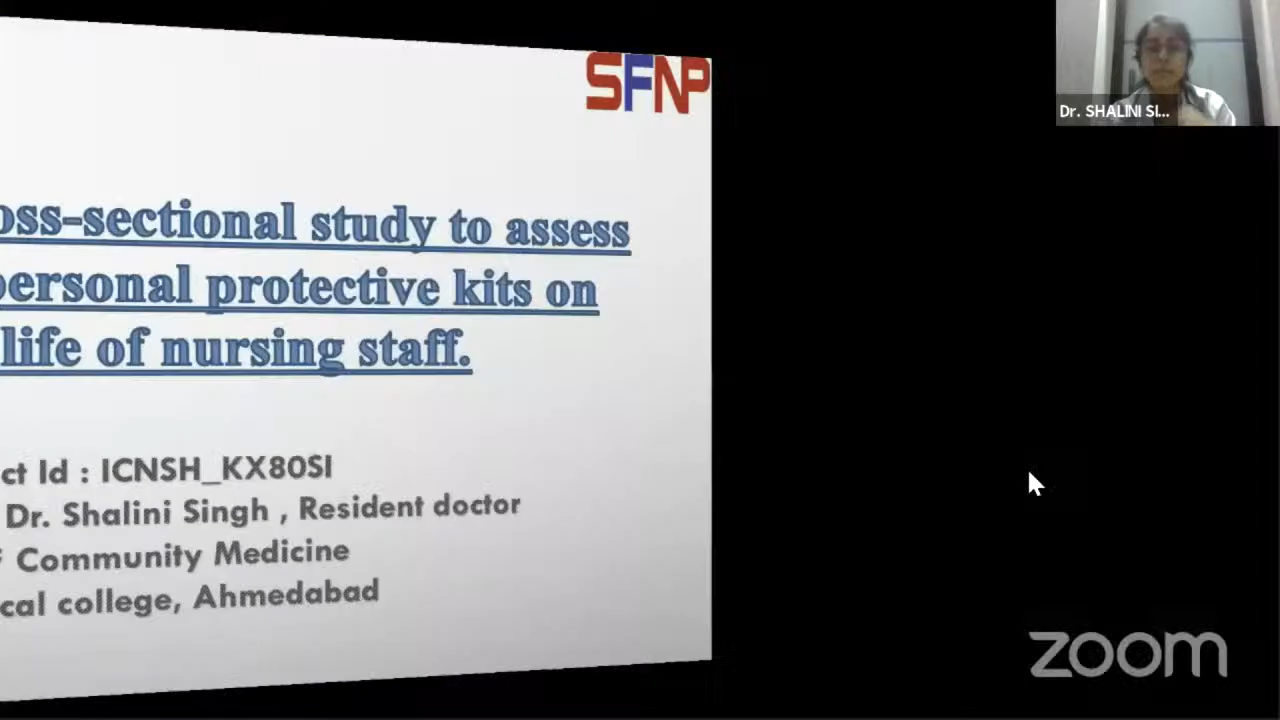 SFNP
oss-sectional study to assess
personal protective kits on
life of nursing staff.
ct Id : ICNSH_KX80SI
Dr. Shalini Singh , Resident doctor
f Community Medicine
cal college, Ahmedabad
Dr. SHALINI SI...
zoom